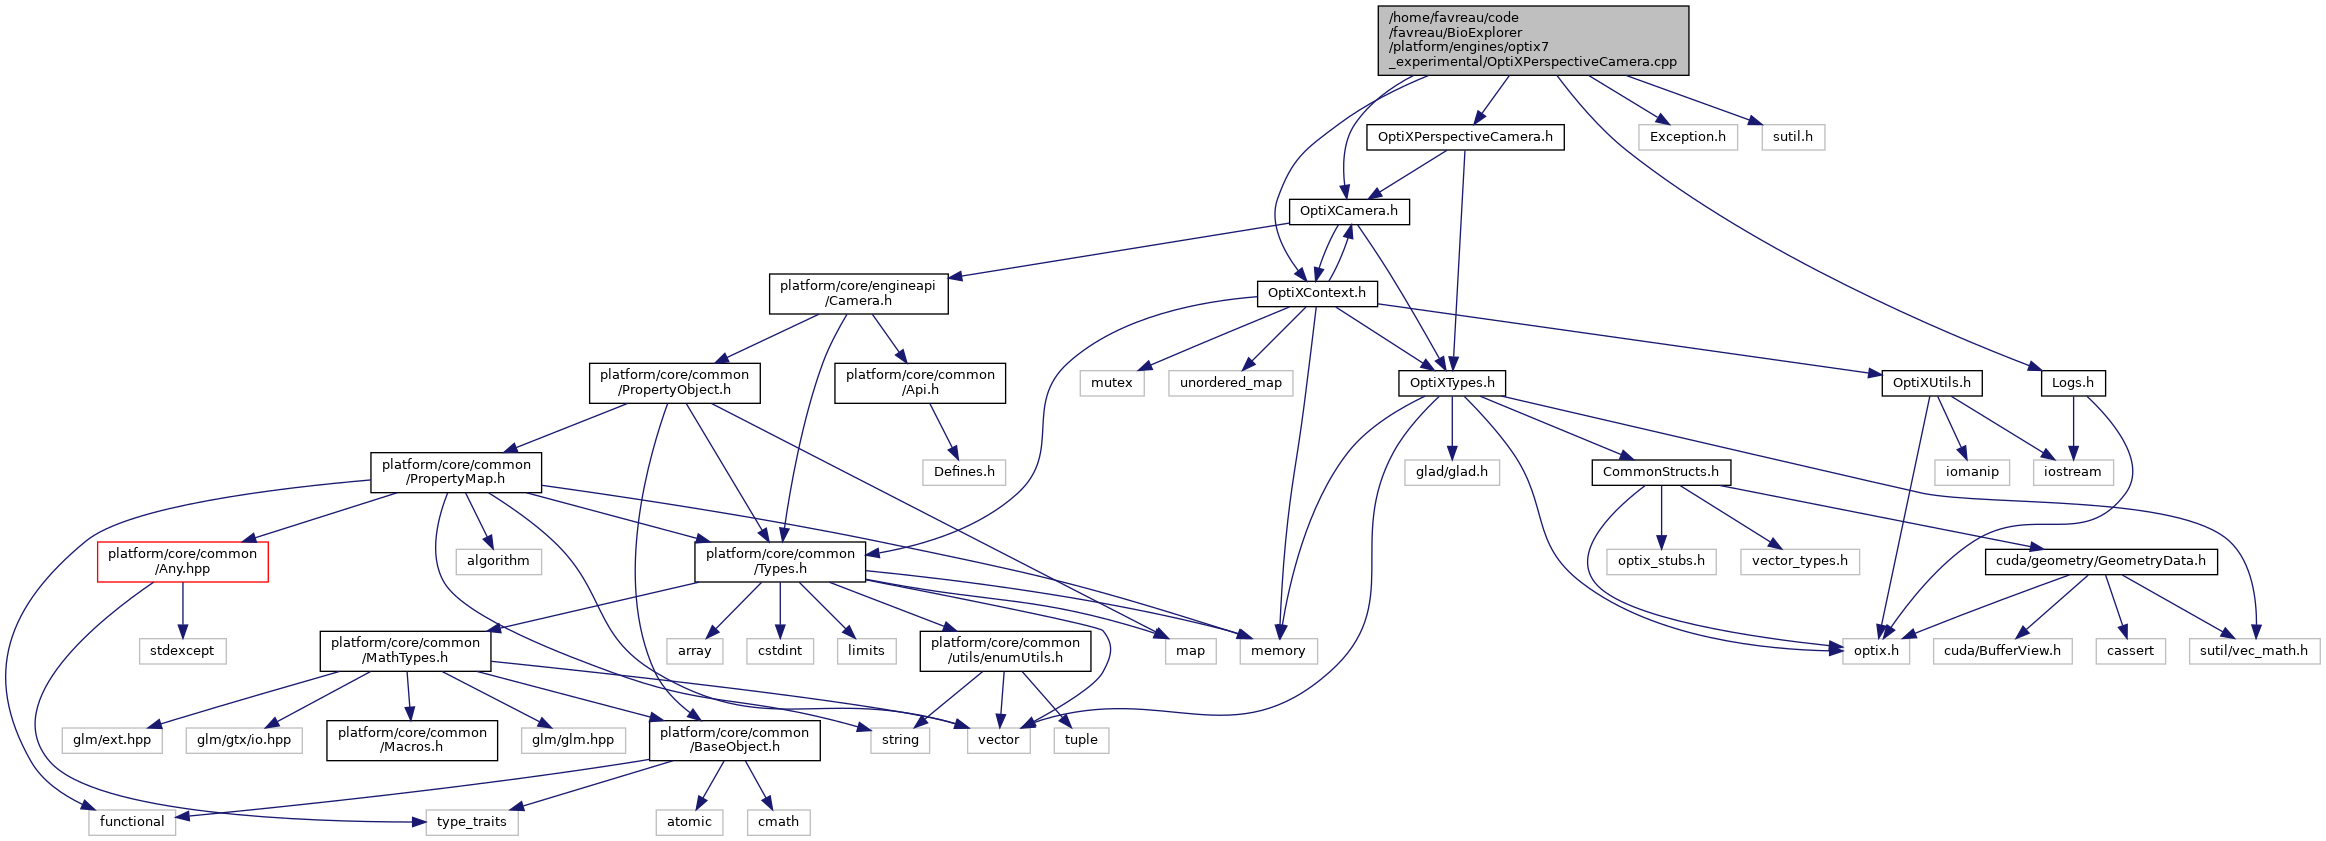 /home/favreau/code
/favreau/BioExplorer
/platform/engines/optix7
_experimental/OptiXPerspectiveCamera.cpp
OptiXPerspectiveCamera.h
Exception.h
sutil.h
OptiXCamera.h
platform/core/engineapi
/Camera.h
OptiXContext.h
platform/core/common
/PropertyObject.h
platform/core/common
/Api.h
mutex
unordered_map
OptiXTypes.h
OptiXUtils.h
Logs.h
platform/core/common
/PropertyMap.h
Defines.h
glad/glad.h
CommonStructs.h
iomanip
iostream
platform/core/common
/Any.hpp
algorithm
platform/core/common
/Types.h
optix_stubs.h
vector_types.h
cuda/geometry/GeometryData.h
stdexcept
platform/core/common
/MathTypes.h
array
cstdint
limits
platform/core/common
/utils/enumUtils.h
map
memory
optix.h
cuda/BufferView.h
cassert
sutil/vec_math.h
glm/ext.hpp
glm/gtx/io.hpp
platform/core/common
/Macros.h
glm/glm.hpp
platform/core/common
/BaseObject.h
string
vector
tuple
functional
type_traits
atomic
cmath